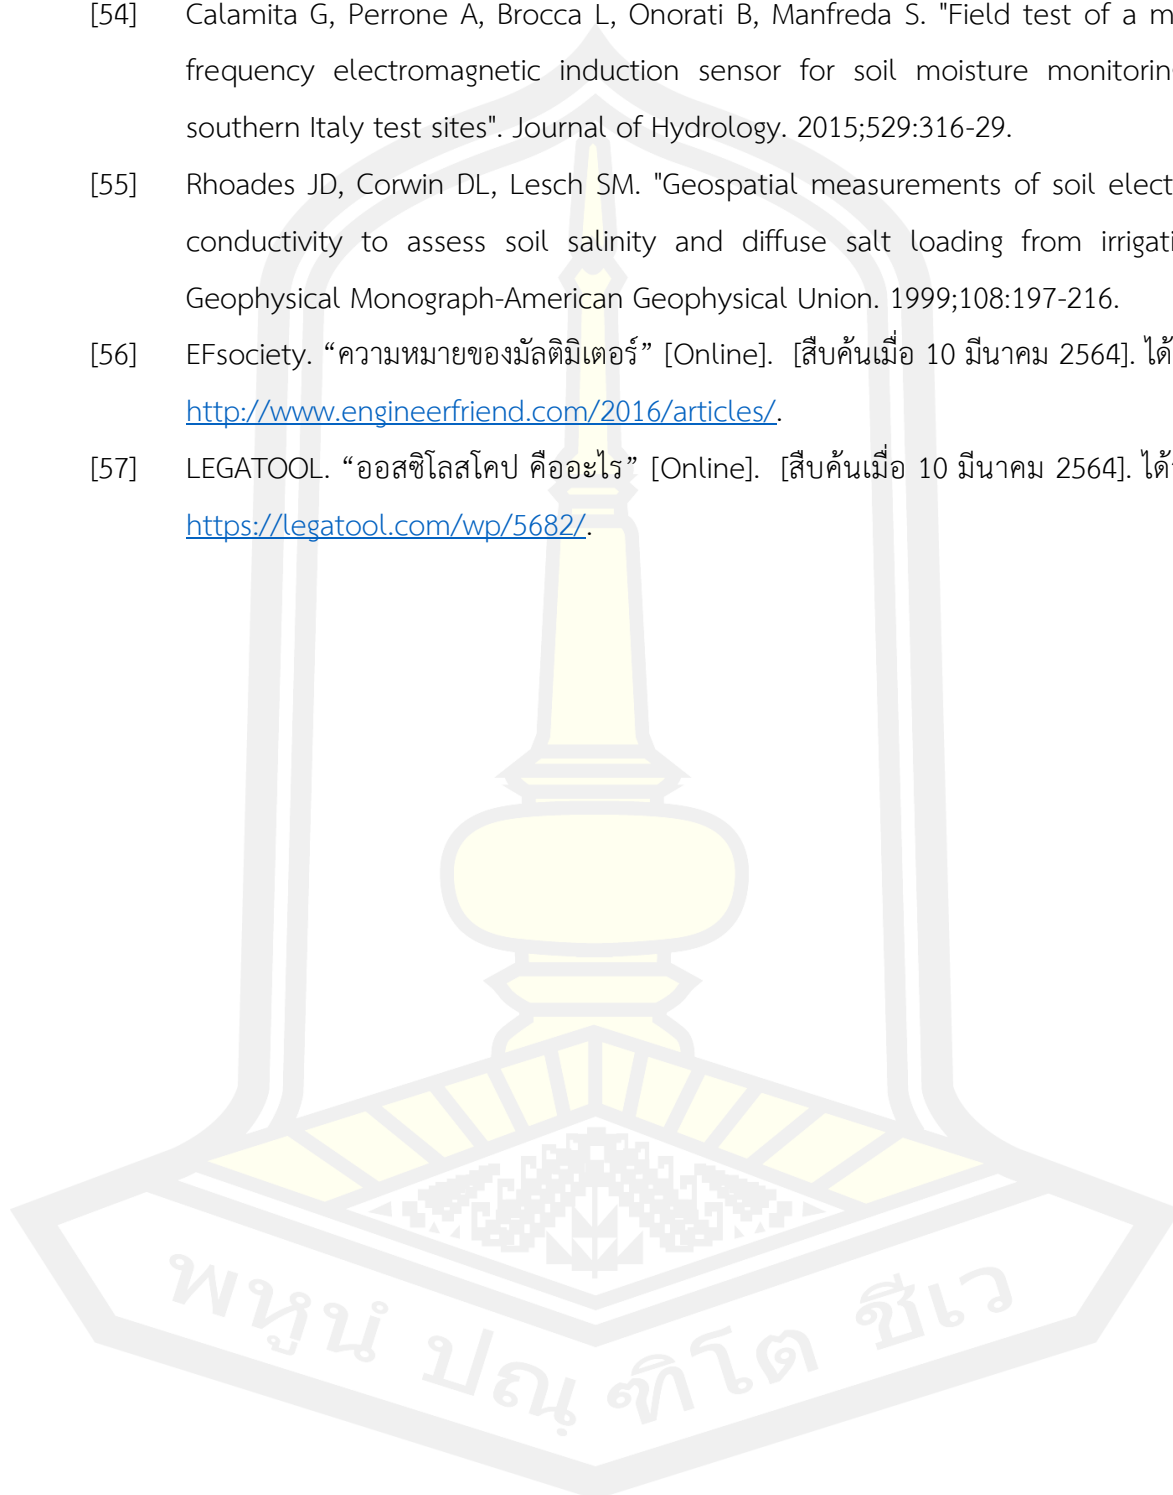 [54] Calamita G, Perrone A, Brocca L, Onorati B, Manfreda S. "Field test of a m
frequency electromagnetic induction sensor for soil moisture monitorin
southern Italy test sites". Journal of Hydrology. 2015;529:316-29.
[55] Rhoades JD, Corwin DL, Lesch SM. "Geospatial measurements of soil elect
conductivity to assess soil salinity and diffuse salt loading from irrigati
Geophysical Monograph-American Geophysical Union. 1999;108:197-216.
[56] EFsociety. “ความหมายของมัลติมิเตอร์” [Online]. [สืบค้นเมื่อ 10 มีนาคม 2564]. ได้
http://www.engineerfriend.com/2016/articles/.
[57] LEGATOOL. “ออสซิโลสโคป คืออะไร” [Online]. [สืบค้นเมื่อ 10 มีนาคม 2564]. ได้
https://legatool.com/wp/5682/.
พหูนํ ปณฺฑิโต ชีเว